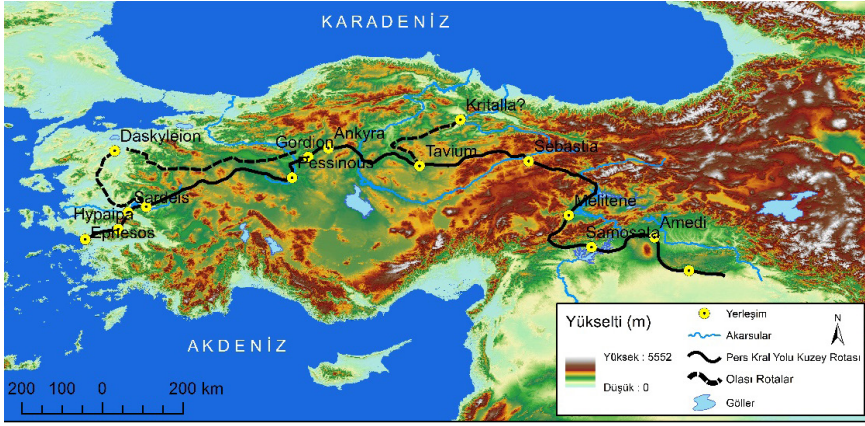 KARADENİZ
Kritalla?
Daskyleion
Gordion
Ankyra
Tavium
Sebastia
Pessinous
Sardeis
Hypaipa
Melitene
Amedi
Ephesos
Samosata
AKDENİZ
Yükselti (m)
Yüksek : 5552
Düşük : 0
Yerleşim
Akarsular
Pers Kral Yolu Kuzey Rotası
Olası Rotalar
Göller
N
200 100 0 200 km